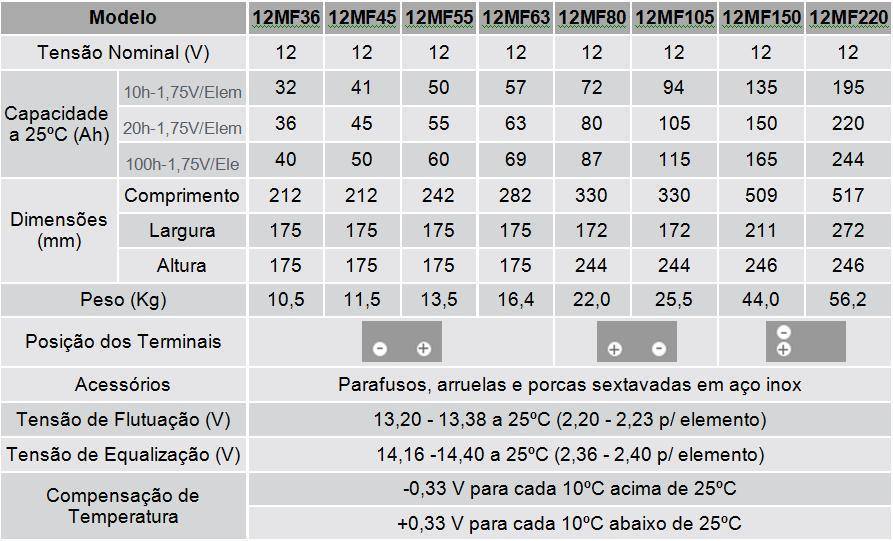 Modelo 12MF36 12MF45 12MF55 12MF63 12MF80 12MF105 12MF150 12MF220
Tensão Nominal (V) 12 12 12 12 12 12 12 12
Capacidade a 25ºC (Ah)
10h-1,75V/Elem 32 41 50 57 72 94 135 195
20h-1,75V/Elem 36 45 55 63 80 105 150 220
100h-1,75V/Ele 40 50 60 69 87 115 165 244
Dimensões (mm)
Comprimento 212 212 242 282 330 330 509 517
Largura 175 175 175 175 172 172 211 272
Altura 175 175 175 175 244 244 246 246
Peso (Kg) 10,5 11,5 13,5 16,4 22,0 25,5 44,0 56,2
Posição dos Terminais - + + - - +
Acessórios Parafusos, arruelas e porcas sextavadas em aço inox
Tensão de Flutuação (V) 13,20 - 13,38 a 25ºC (2,20 - 2,23 p/ elemento)
Tensão de Equalização (V) 14,16 -14,40 a 25ºC (2,36 - 2,40 p/ elemento)
Compensação de Temperatura
-0,33 V para cada 10ºC acima de 25ºC
+0,33 V para cada 10ºC abaixo de 25ºC